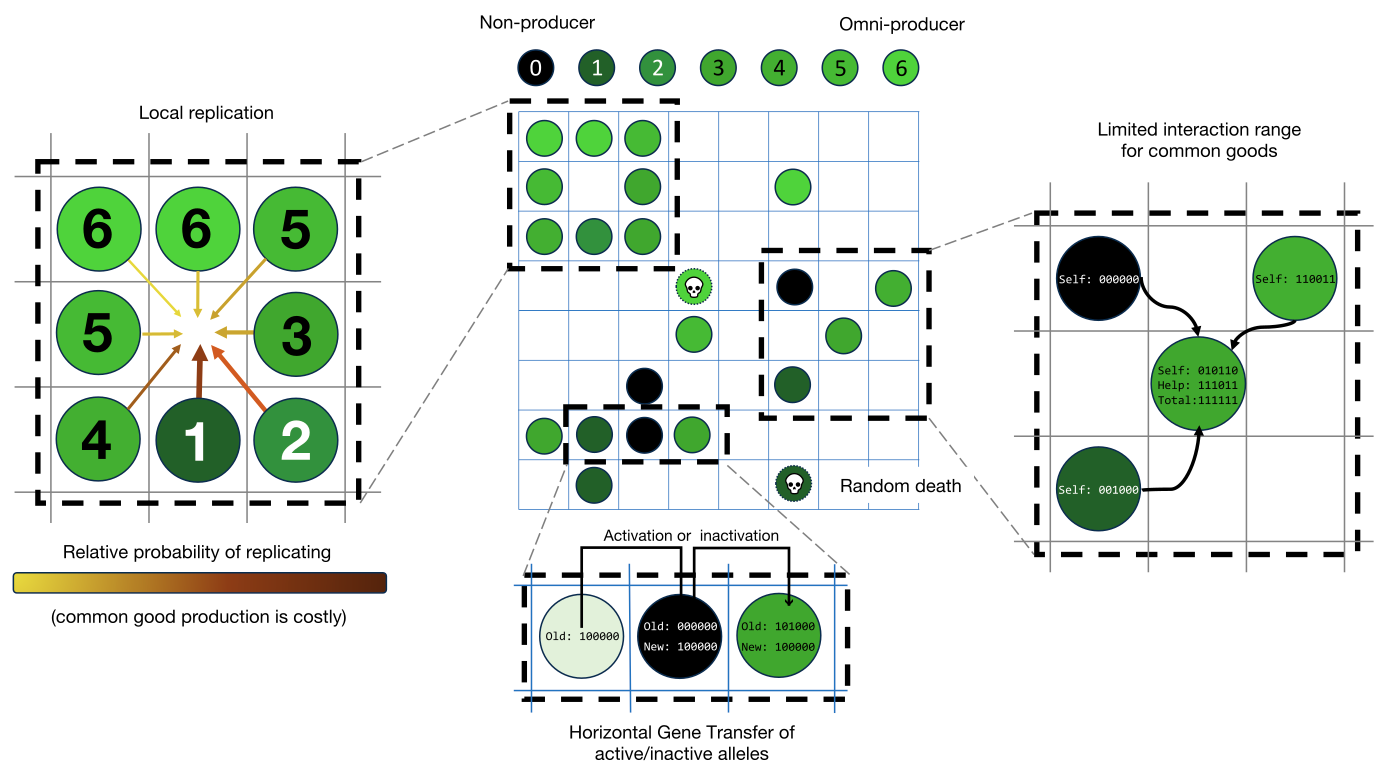 Non-producer
Omni-producer
0 1 2 3 4 5 6
Local replication
6 6 5
5 3
4 1 2
Relative probability of replicating
(common good production is costly)
Random death
Limited interaction range
for common goods
Self: 000000
Self: 110011
Self: 010110
Help: 111011
Total:111111
Self: 001000
Activation or inactivation
Old: 100000
Old: 000000
New: 100000
Old: 101000
New: 100000
Horizontal Gene Transfer of
active/inactive alleles